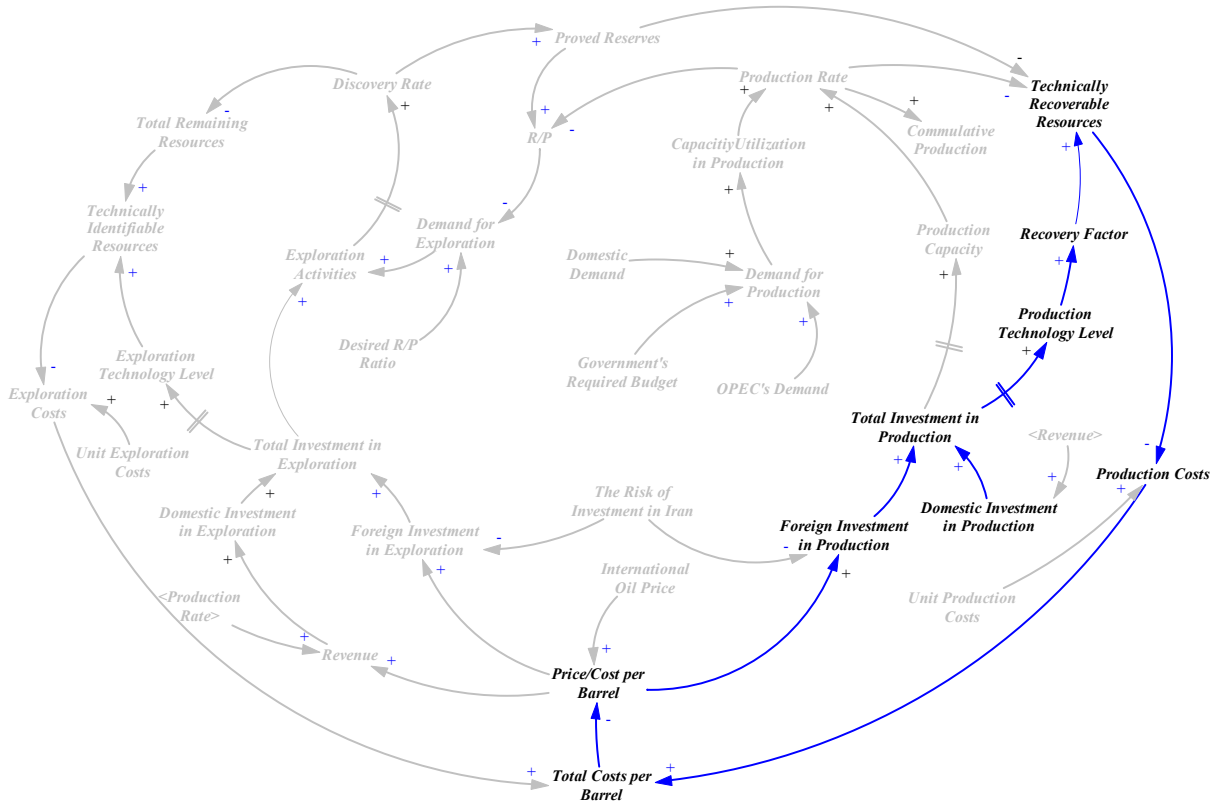 Proved Reserves
Discovery Rate
Production Rate
Technically
Recoverable
Resources
Total Remaining
Resources
R/P
CapacitiyUtilization
in Production
Commulative
Production
Technically
Identifiable
Resources
Demand for
Exploration
Production
Capacity
Recovery Factor
Exploration
Activities
Domestic
Demand
Demand for
Production
Production
Technology Level
Exploration
Technology Level
Desired R/P
Ratio
Government's
Required Budget
OPEC's Demand
Exploration
Costs
Unit Exploration
Costs
Total Investment in
Exploration
Total Investment in
Production
<Revenue>
Production Costs
Domestic Investment
in Exploration
Foreign Investment
in Exploration
The Risk of
Investment in Iran
Foreign Investment
in Production
Domestic Investment
in Production
<Production
Rate>
International
Oil Price
Unit Production
Costs
Revenue
Price/Cost per
Barrel
Total Costs per
Barrel